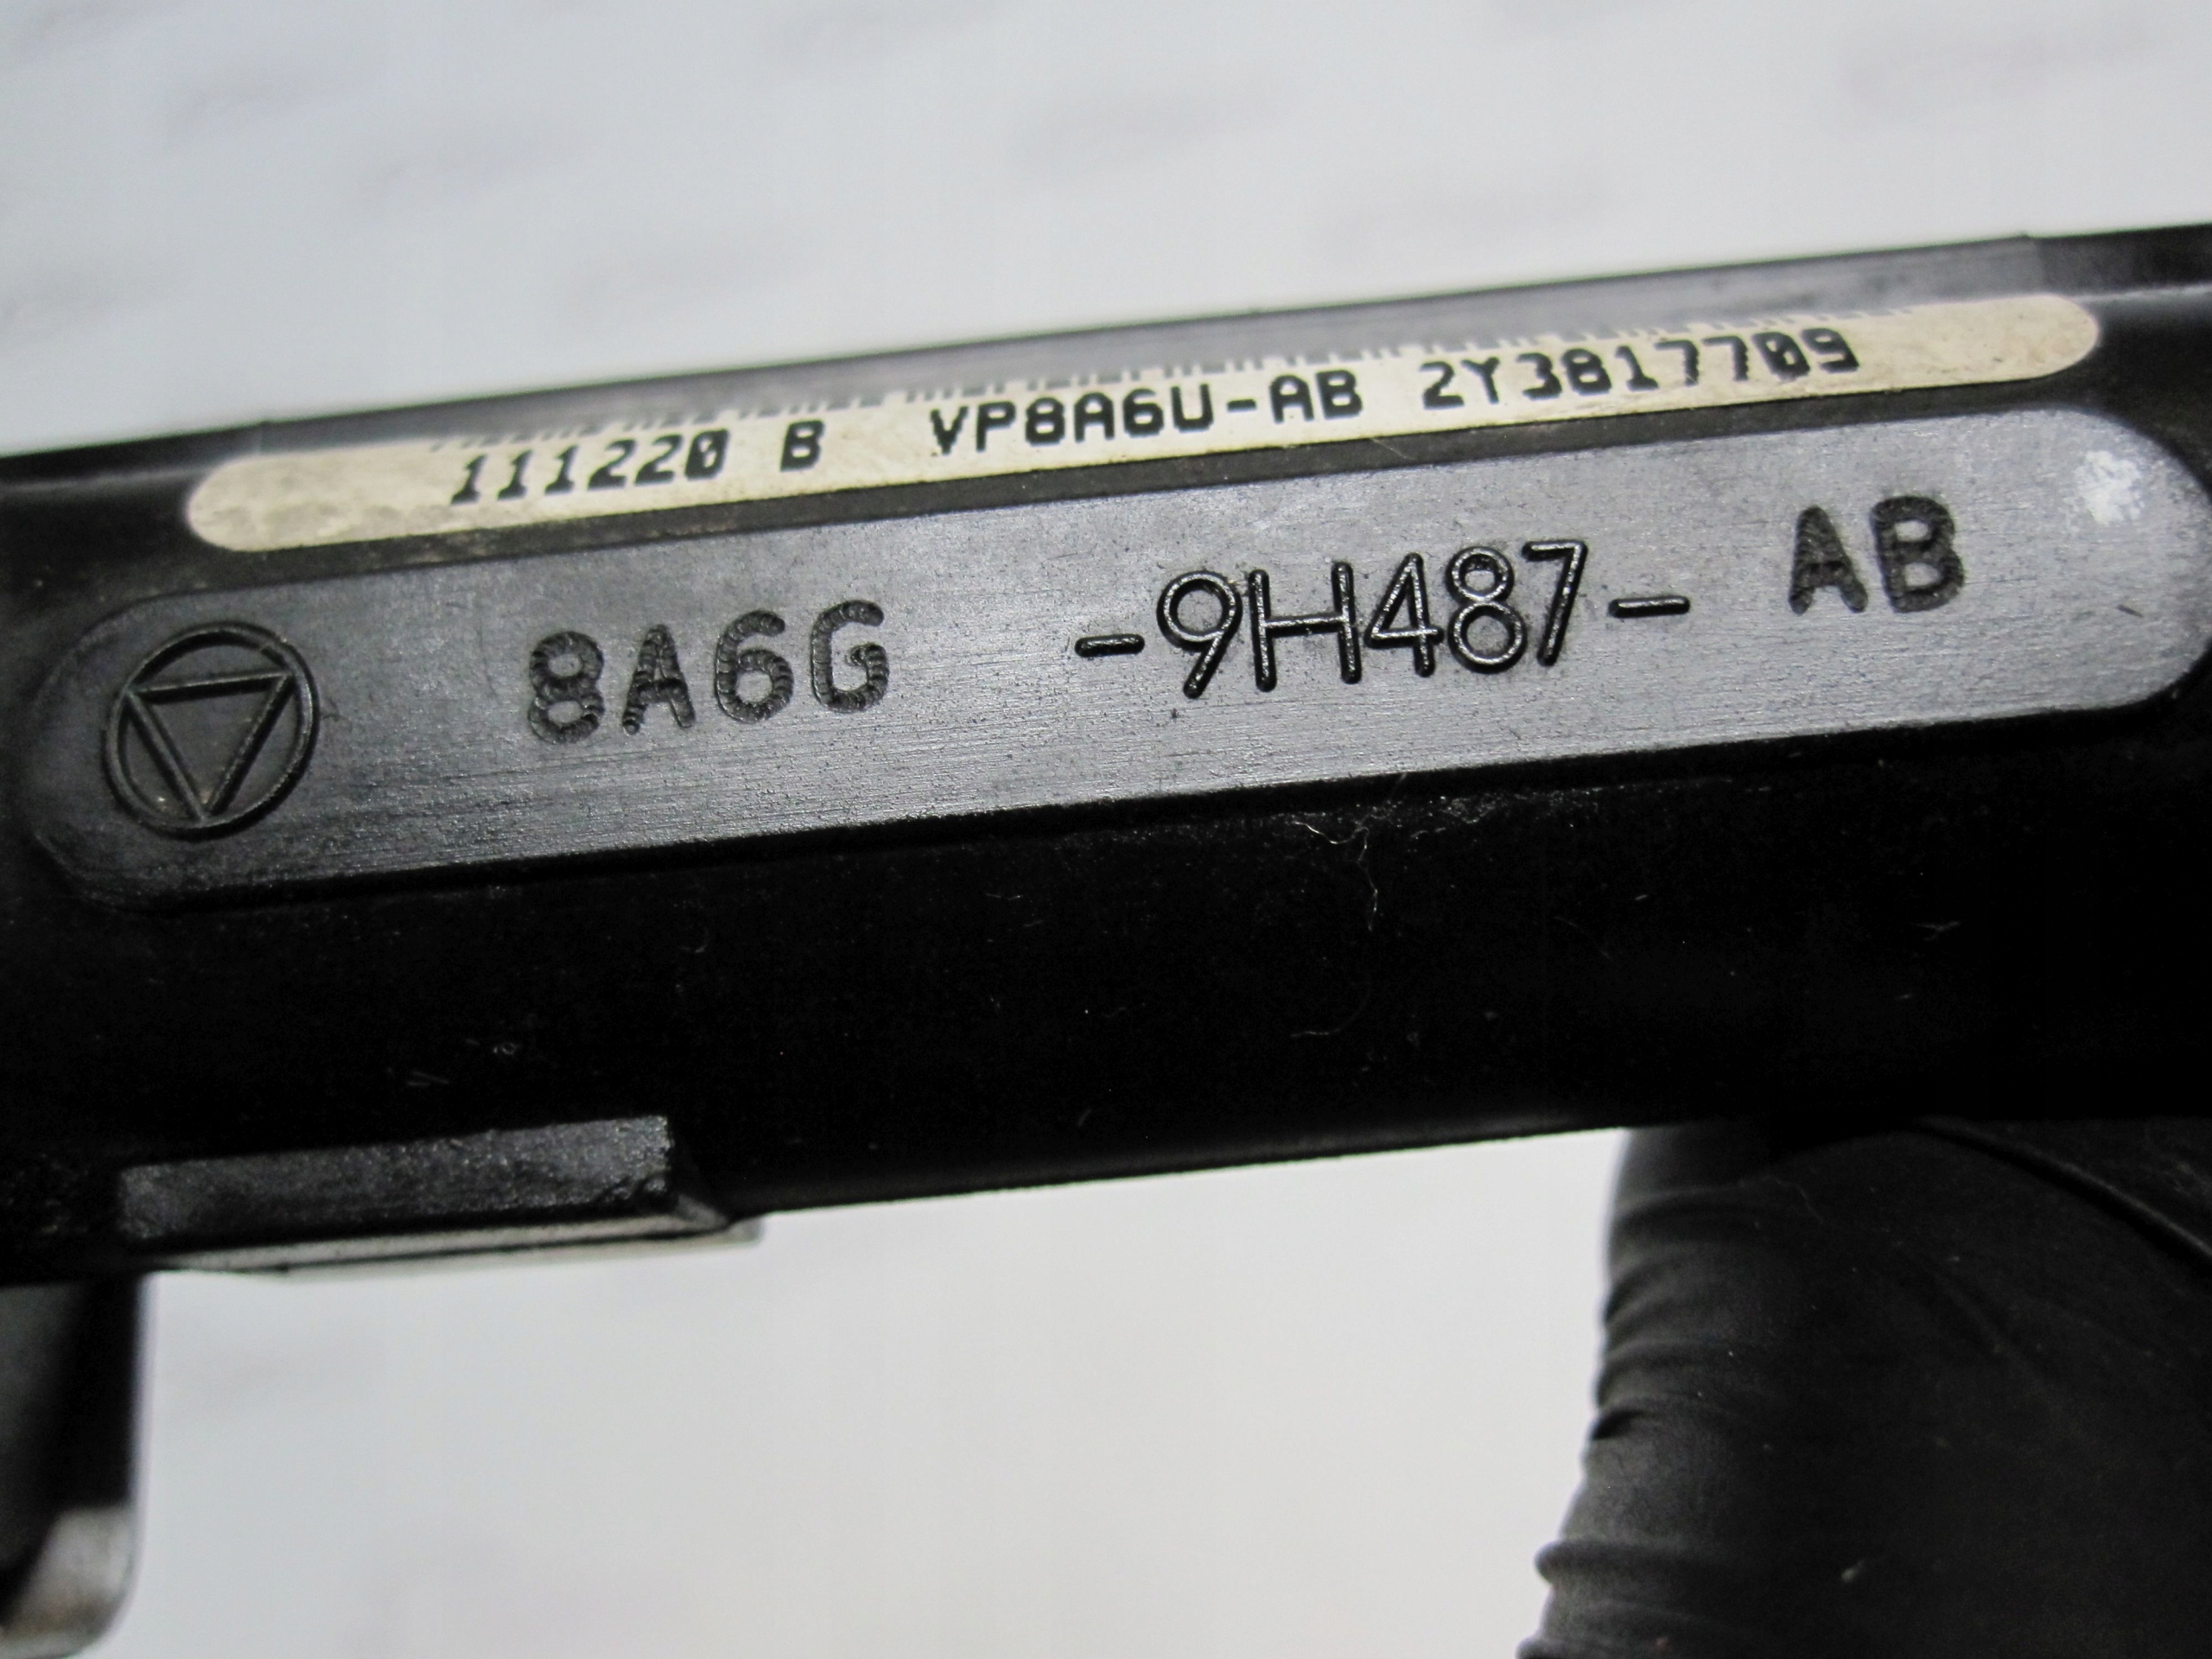 111220 B VP8A6U-AB 2Y3817709
8A6G -9H487- AB